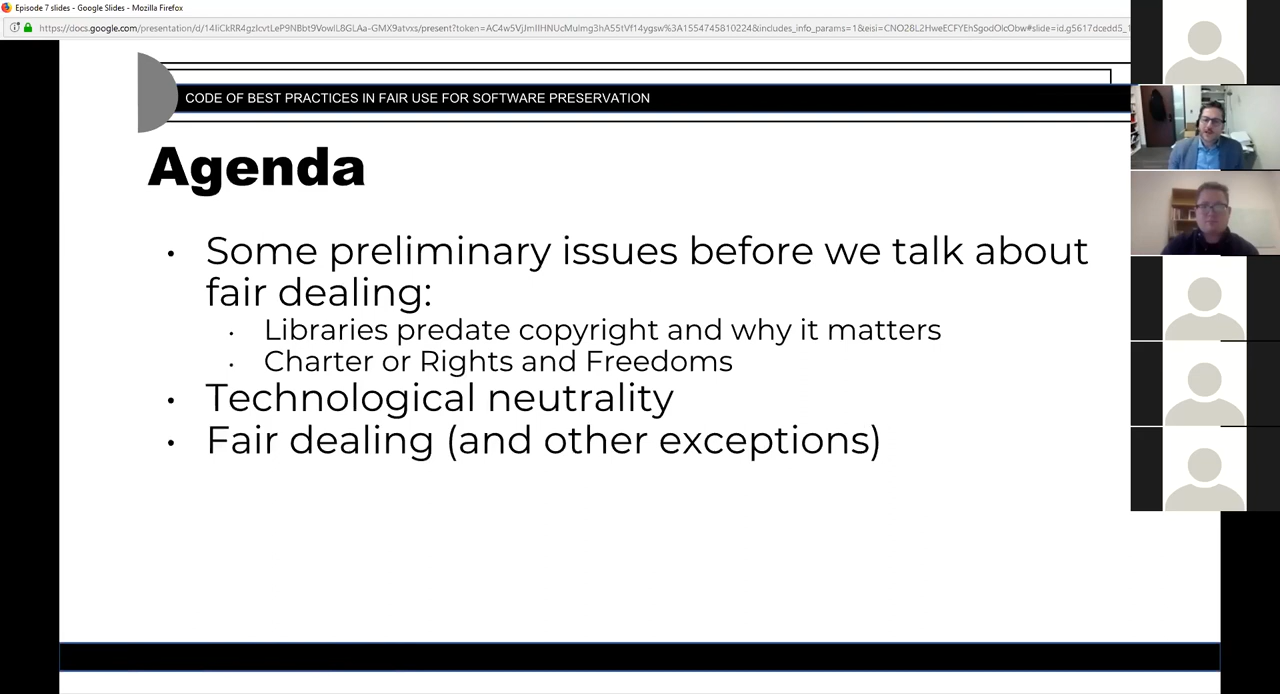 Episode 7 slides - Google Slides - Mozilla Firefox
CODE OF BEST PRACTICES IN FAIR USE FOR SOFTWARE PRESERVATION
Agenda
• Some preliminary issues before we talk about
fair dealing:
• Libraries predate copyright and why it matters
• Charter or Rights and Freedoms
• Technological neutrality
• Fair dealing (and other exceptions)